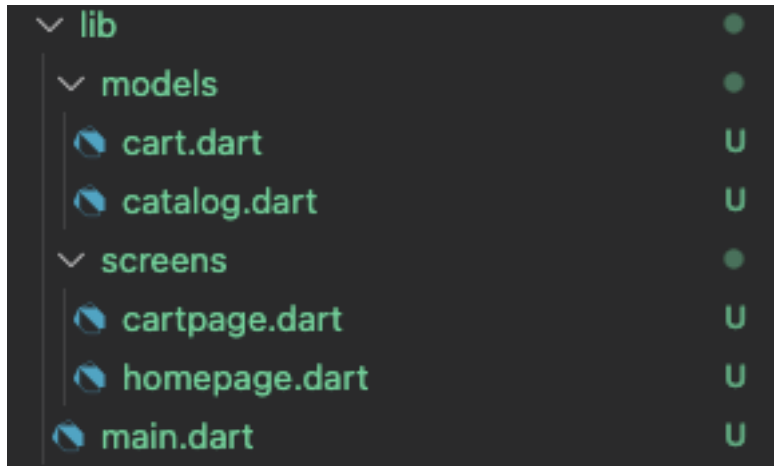 lib
models
cart.dart U
catalog.dart U
screens
cartpage.dart U
homepage.dart U
main.dart U